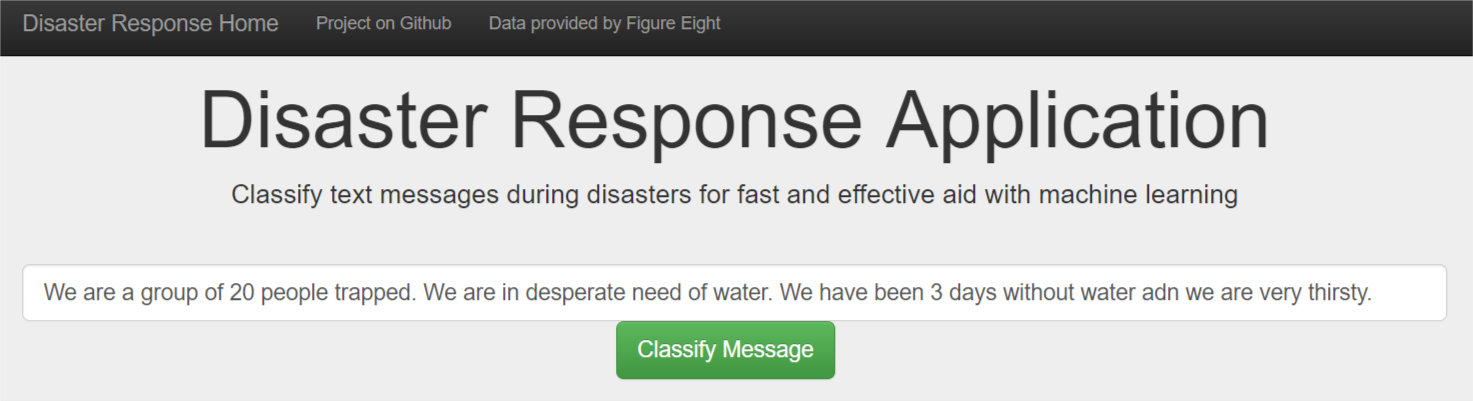 Disaster Response Home Project on Github Data provided by Figure Eight
Disaster Response Application
Classify text messages during disasters for fast and effective aid with machine learning
We are a group of 20 people trapped. We are in desperate need of water. We have been 3 days without water adn we are very thirsty.
Classify Message